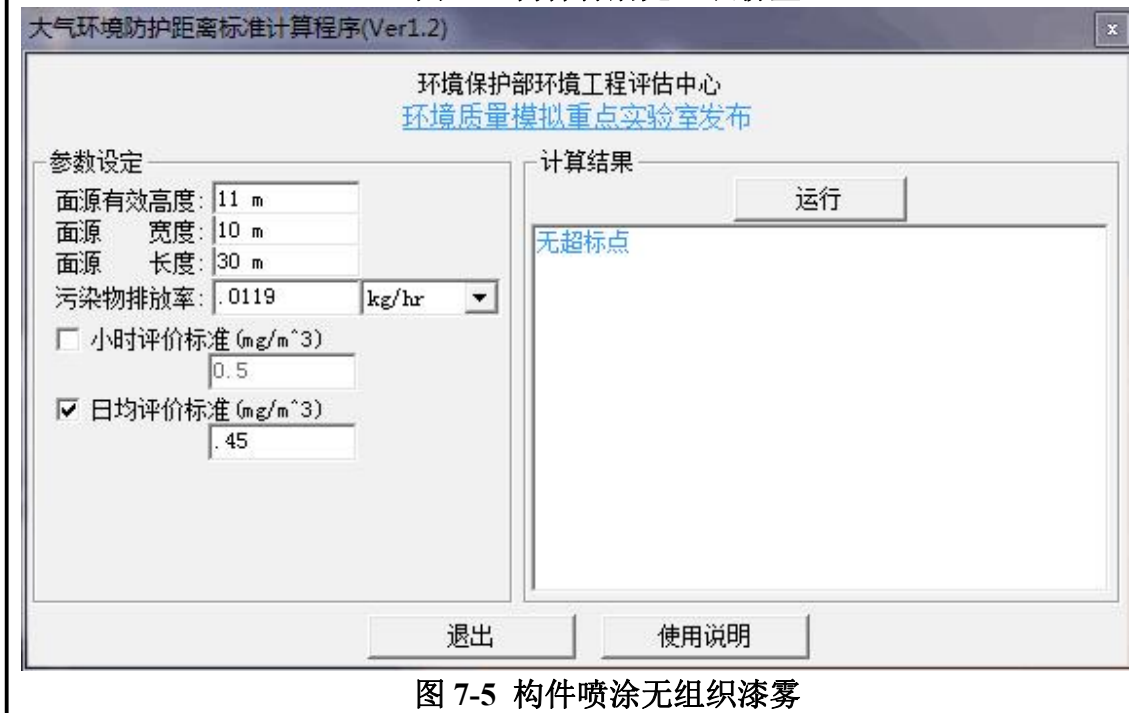 大气环境防护距离标准计算程序(Ver1.2)
x
环境保护部环境工程评估中心
环境质量模拟重点实验室发布
参数设定
面源有效高度: 11 m
面源 宽度: 10 m
面源 长度: 30 m
污染物排放率: .0119 kg/hr
小时评价标准(mg/m^3)
0.5
日均评价标准(mg/m^3)
.45
计算结果
运行
无超标点
退出 使用说明
图 7-5 构件喷涂无组织漆雾